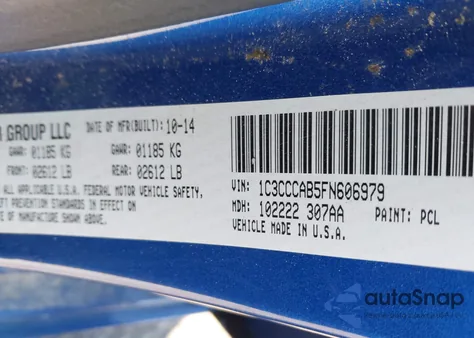 GROUP LLC DATE OF MFR(BUILT): 10-14
GAWR: 01185 KG GAWR: 01185 KG
FRONT: 02612 LB REAR: 02612 LB
ALL APPLICABLE U.S.A. FEDERAL MOTOR VEHICLE SAFETY,
PREVENTION STANDARDS IN EFFECT ON
OF MANUFACTURE SHOWN ABOVE.
VIN: 1C3CCCAB5FN606979
MDH: 102222 307AA PAINT: PCL
VEHICLE MADE IN U.S.A.
autoSnap